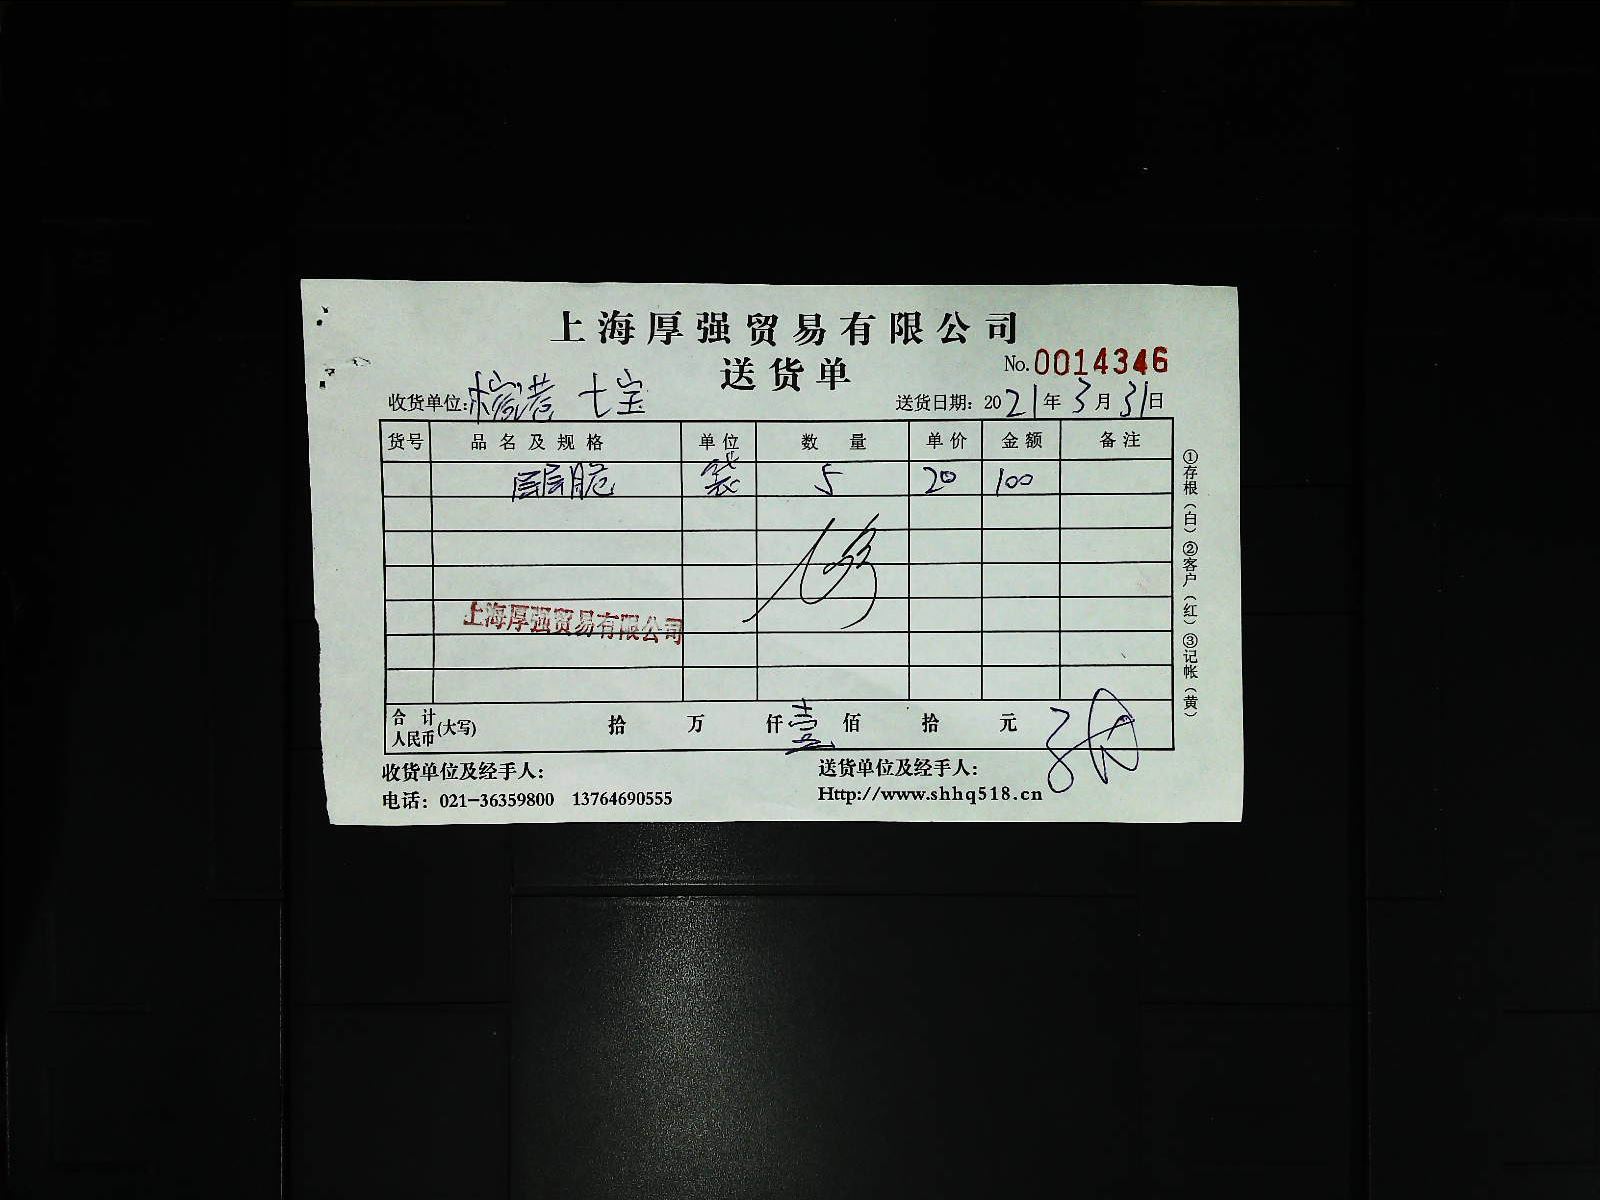 上海厚强贸易有限公司
送货单
No.0014346
收货单位: 七宝
送货日期: 2021年3月31日
货号 品名及规格 单位 数量 单价 金额 备注
层层脆 袋 5 20 100
上海厚强贸易有限公司
合计人民币(大写) 拾 万 仟 壹佰 拾 元
收货单位及经手人:
送货单位及经手人:
电话: 021-36359800 13764690555
Http://www.shhq518.cn
①存根(白)②客户(红)③记帐(黄)